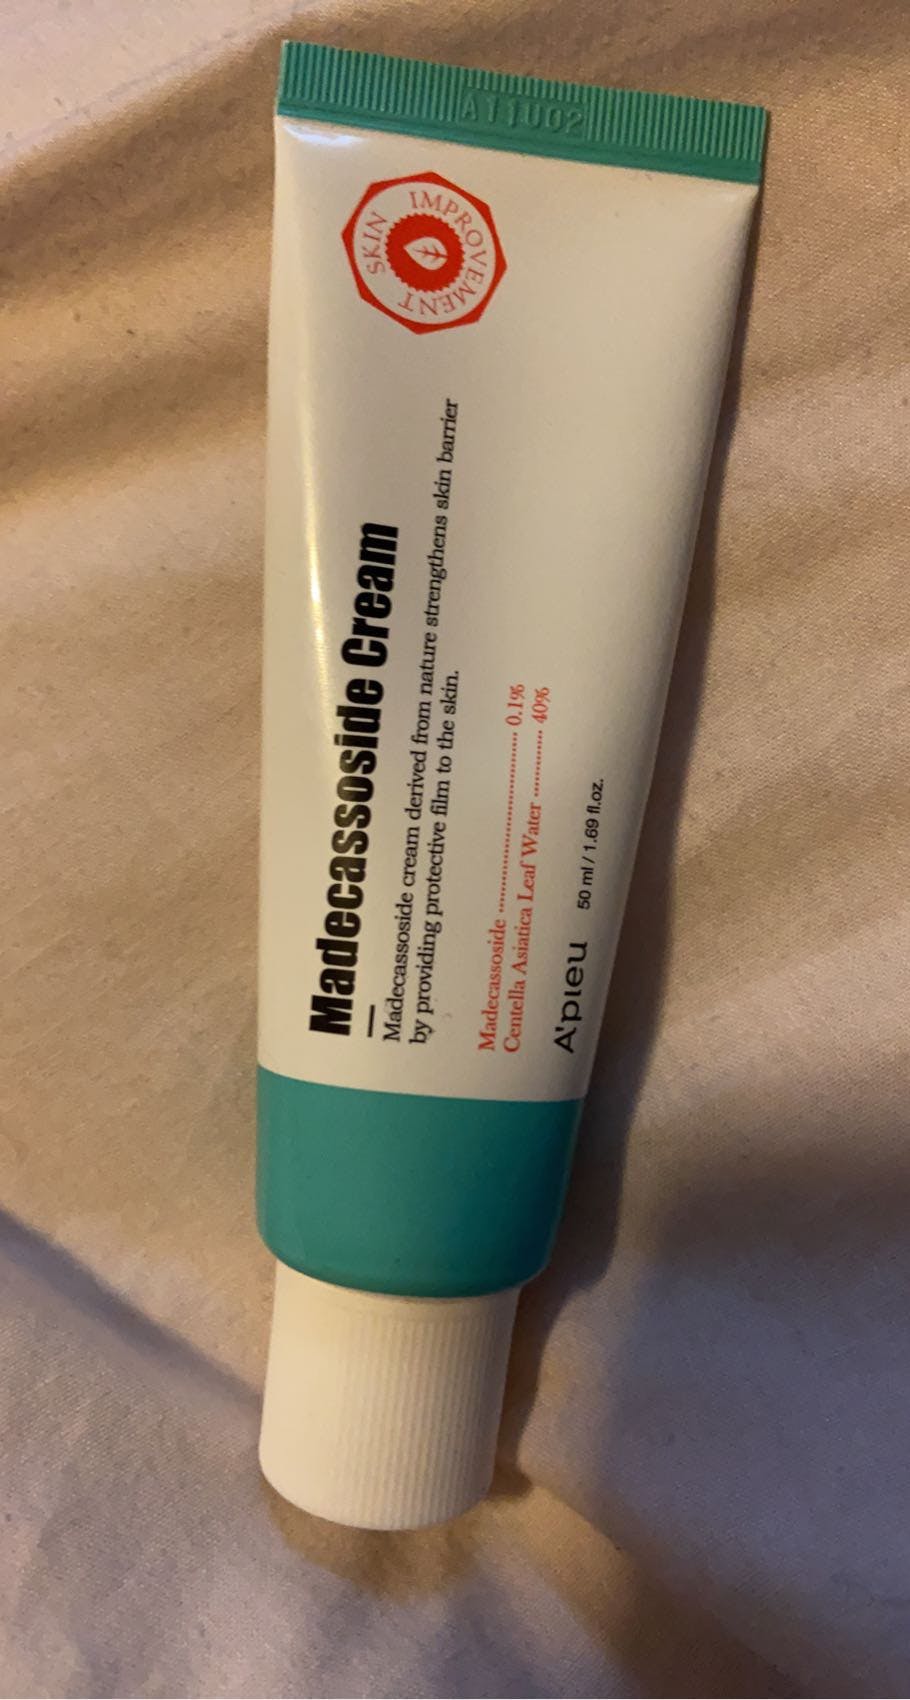 A11U02
SKIN IMPROVEMENT
Madecassoside Cream
Madecassoside cream derived from nature strengthens skin barrier
by providing protective film to the skin.
Madecassoside ........................................ 0.1%
Centella Asiatica Leaf Water ............ 40%
A'pieu 50 ml / 1.69 fl.oz.